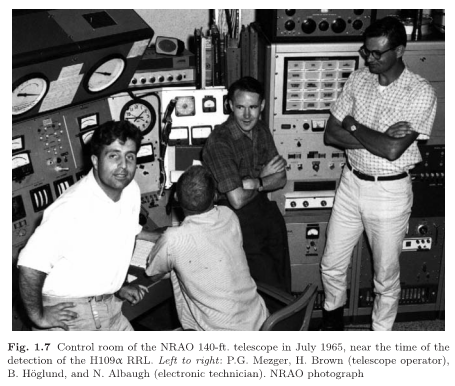 Fig. 1.7 Control room of the NRAO 140-ft. telescope in July 1965, near the time of the
detection of the H109α RRL. Left to right: P.G. Mezger, H. Brown (telescope operator),
B. Höglund, and N. Albaugh (electronic technician). NRAO photograph